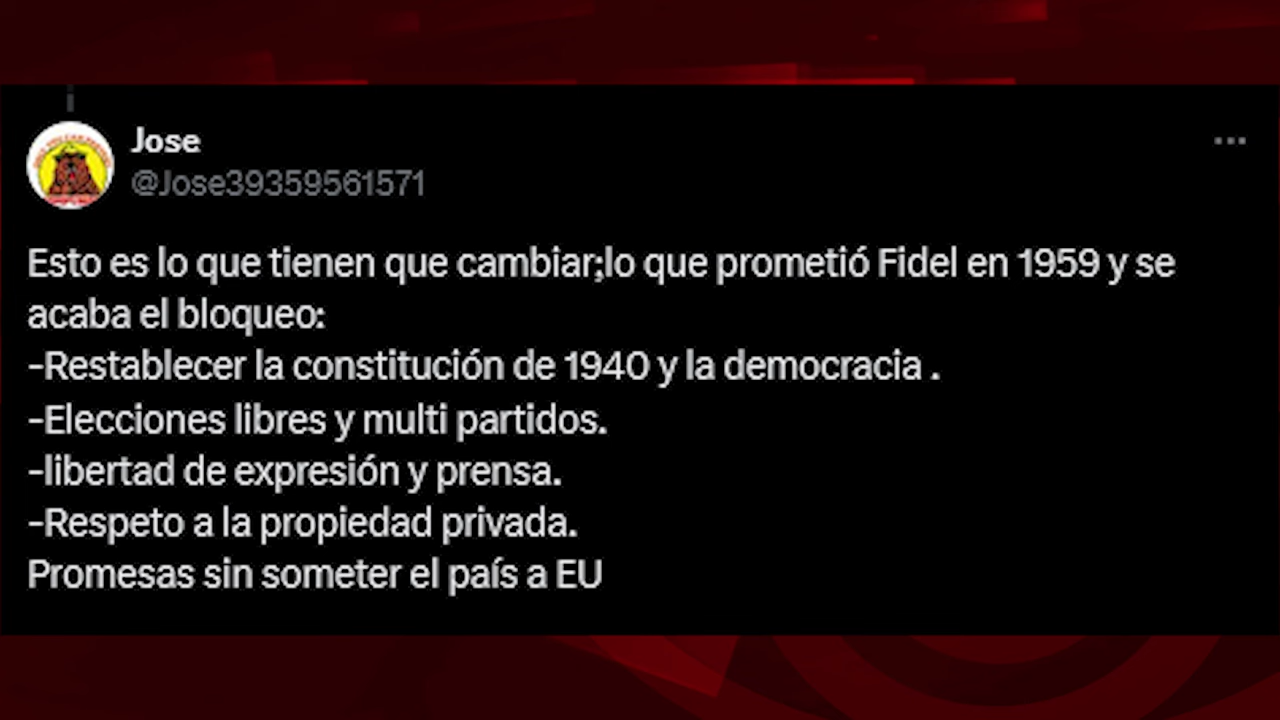 Jose
@Jose39359561571
Esto es lo que tienen que cambiar;lo que prometió Fidel en 1959 y se
acaba el bloqueo:
-Restablecer la constitución de 1940 y la democracia .
-Elecciones libres y multi partidos.
-libertad de expresión y prensa.
-Respeto a la propiedad privada.
Promesas sin someter el país a EU